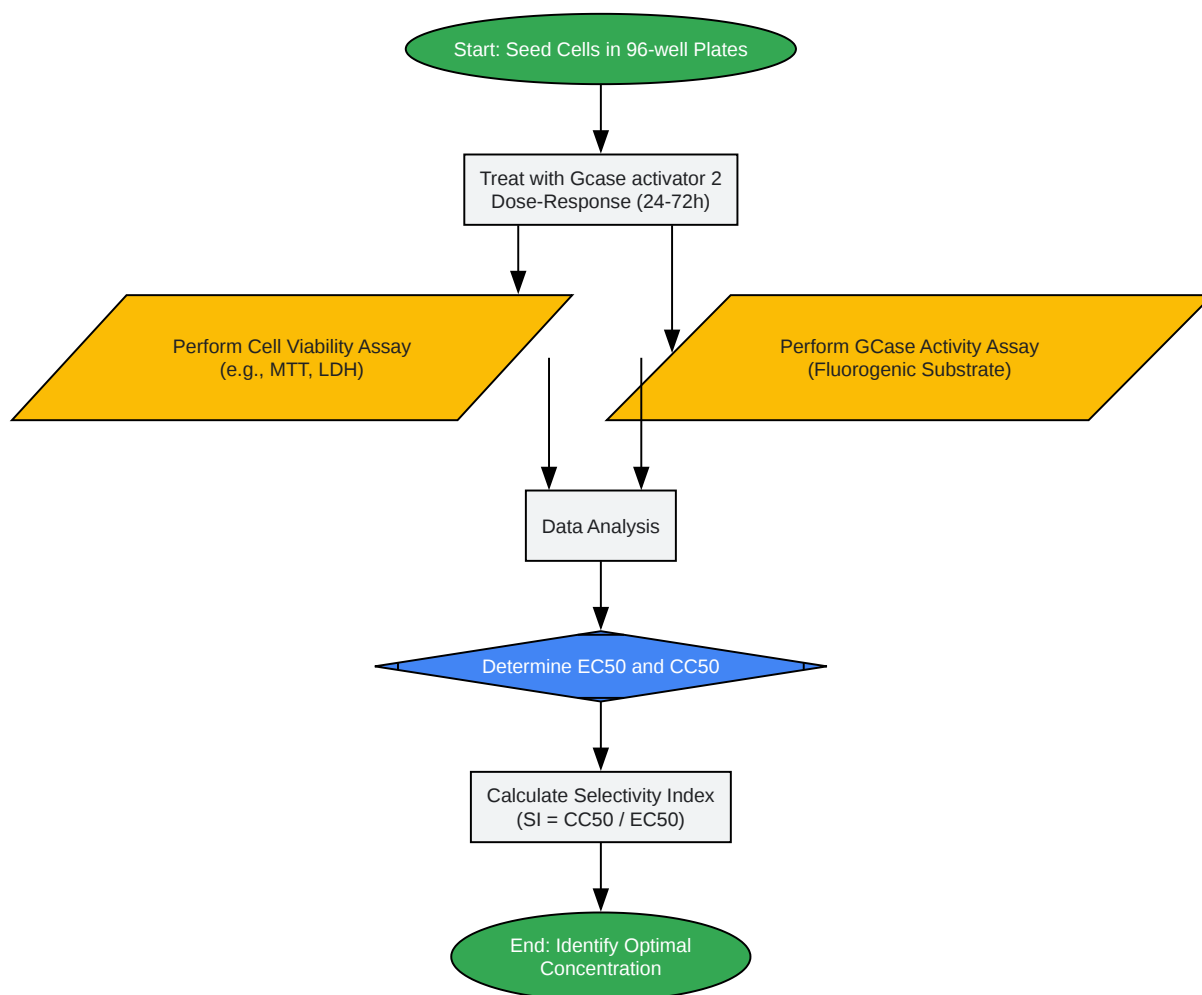 Start: Seed Cells in 96-well Plates
Treat with Gcase activator 2
Dose-Response (24-72h)
Perform Cell Viability Assay
(e.g., MTT, LDH)
Perform GCase Activity Assay
(Fluorogenic Substrate)
Data Analysis
Determine EC50 and CC50
Calculate Selectivity Index
(SI = CC50 / EC50)
End: Identify Optimal
Concentration